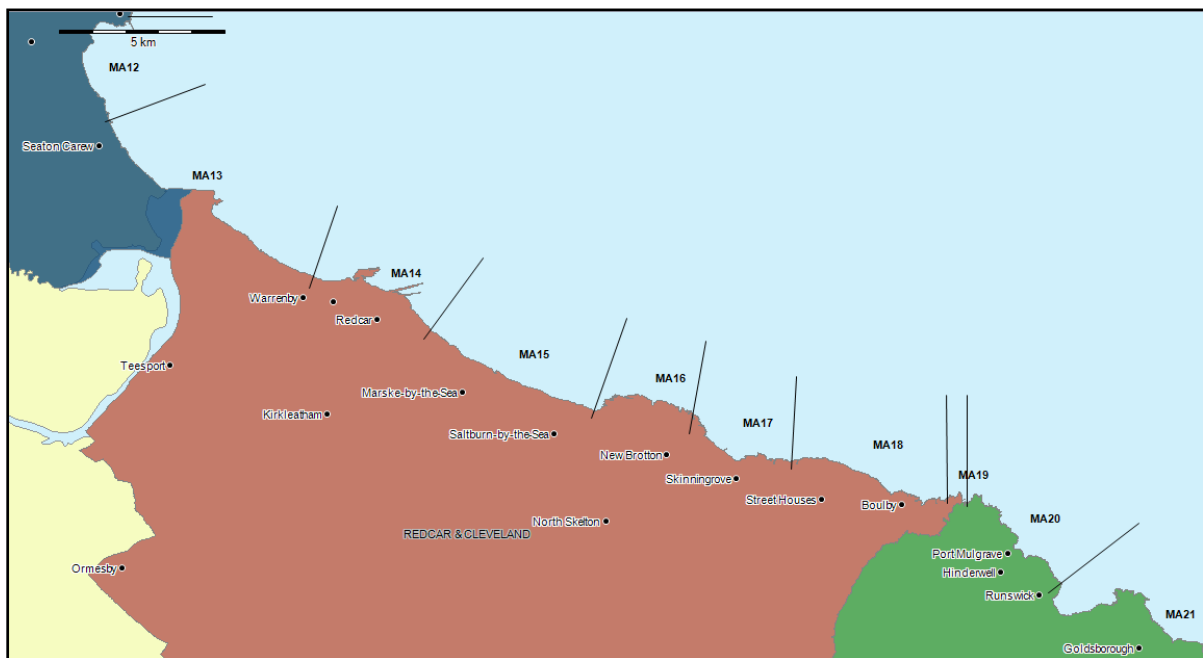 5 km
MA12
Seaton Carew
MA13
MA14
Warrenby
Redcar
MA15
Teesport
MA16
Marske-by-the-Sea
Kirkleatham
MA17
Saltburn-by-the-Sea
MA18
New Brotton
MA19
Skinningrove
Street Houses
Boulby
MA20
North Skelton
REDCAR & CLEVELAND
Port Mulgrave
Ormesby
Hinderwell
Runswick
MA21
Goldsborough